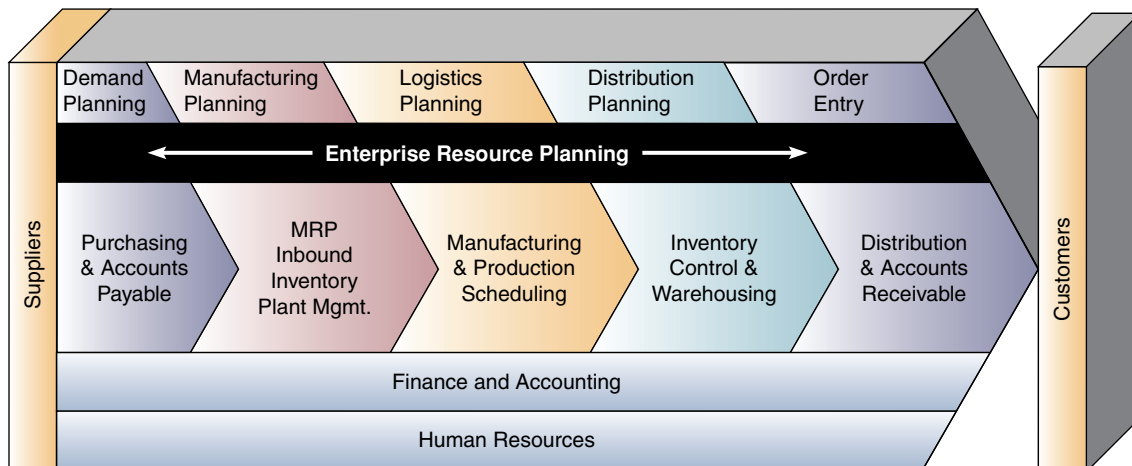 Suppliers
Demand
Planning
Manufacturing
Planning
Logistics
Planning
Distribution
Planning
Order
Entry
Enterprise Resource Planning
Purchasing
& Accounts
Payable
MRP
Inbound
Inventory
Plant Mgmt.
Manufacturing
& Production
Scheduling
Inventory
Control &
Warehousing
Distribution
& Accounts
Receivable
Finance and Accounting
Human Resources
Customers